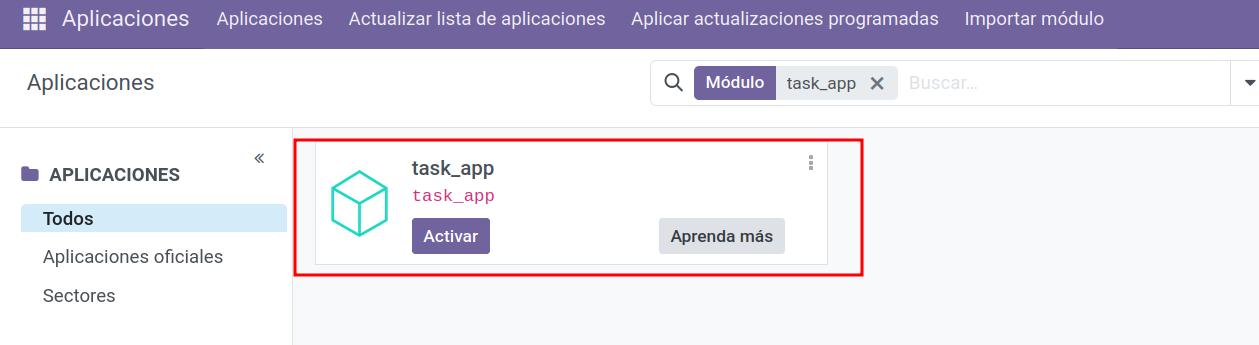 Aplicaciones Aplicaciones Actualizar lista de aplicaciones Aplicar actualizaciones programadas Importar módulo
Aplicaciones
Módulo task_app Buscar...
APLICACIONES
Todos
Aplicaciones oficiales
Sectores
task_app
task_app
Activar Aprenda más